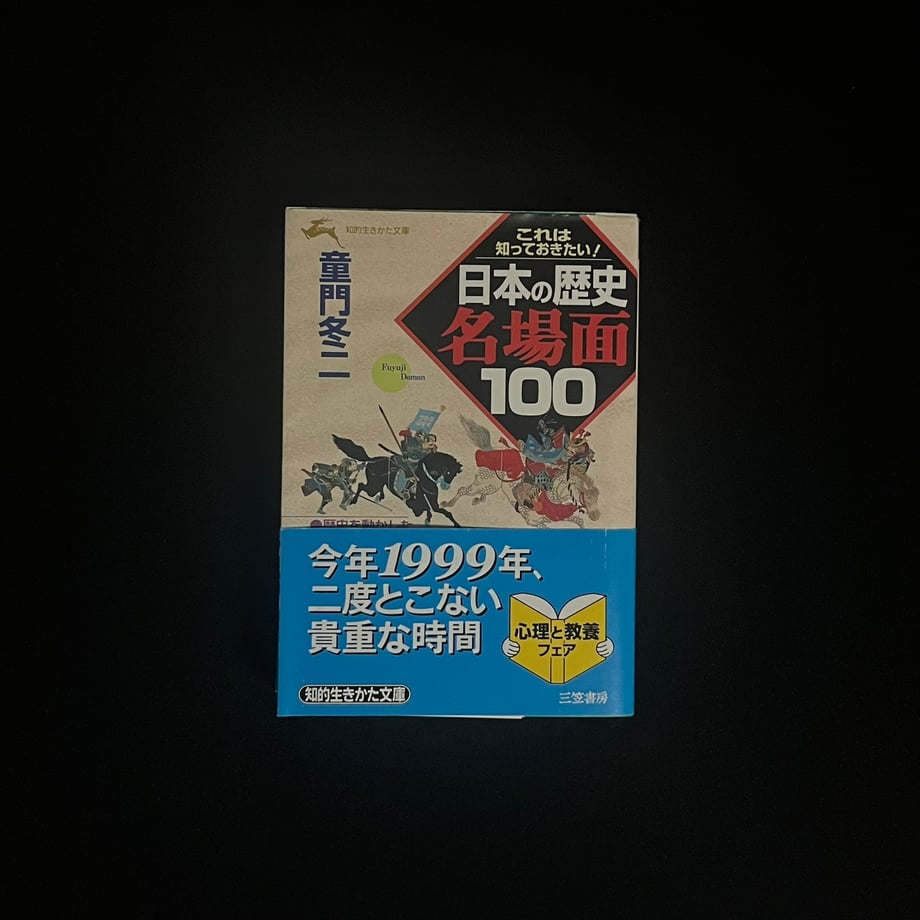 知的生きかた文庫
童門冬二
Fuyuji
Doman
これは
知っておきたい!
日本の歴史
名場面
100
今年1999年、
二度とこない
貴重な時間
心理と教養
フェア
知的生きかた文庫
三笠書房